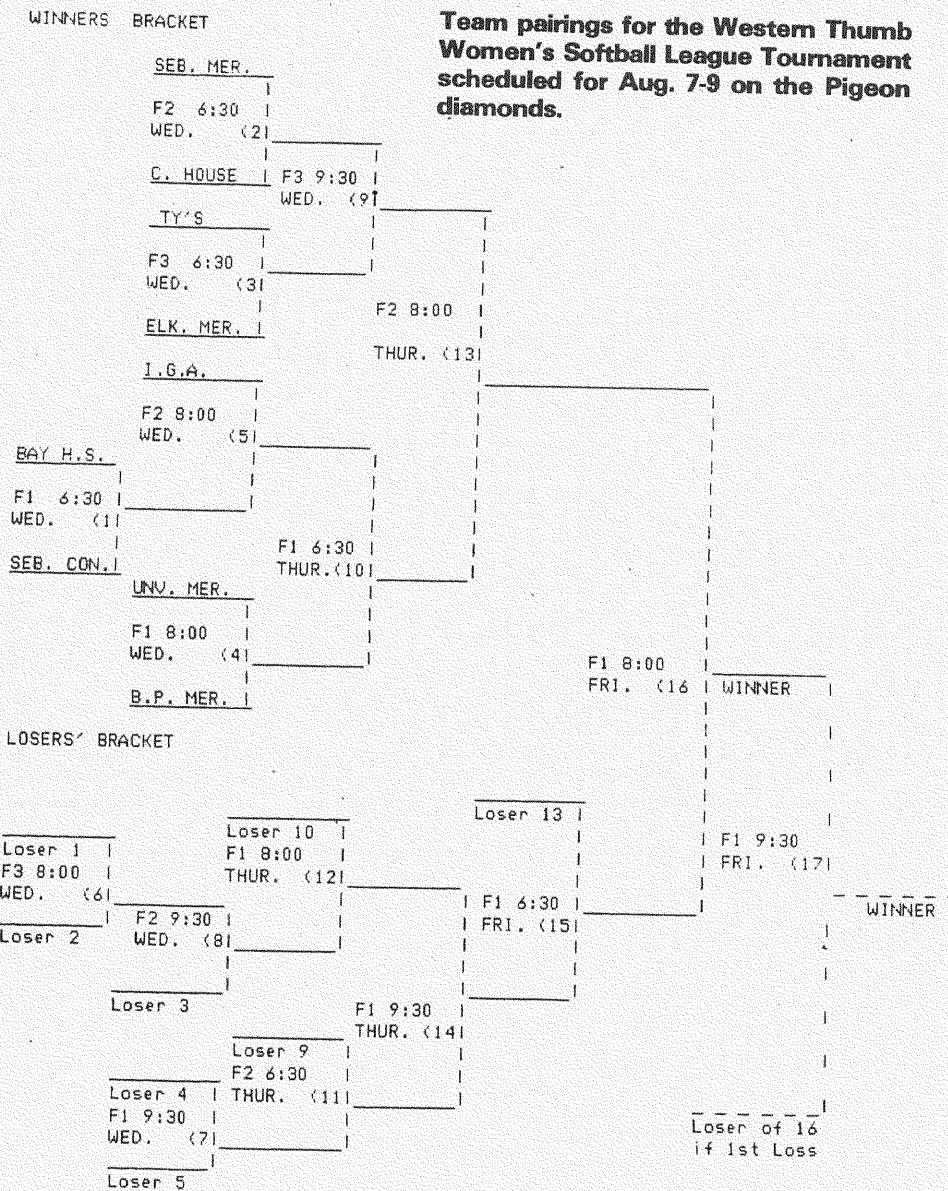 WINNERS BRACKET
Team pairings for the Western Thumb
Women's Softball League Tournament
scheduled for Aug. 7-9 on the Pigeon
diamonds.
SEB. MER.
F2 6:30
WED. (2)
C. HOUSE
F3 9:30
WED. (9)
TY'S
F3 6:30
WED. (3)
ELK. MER.
F2 8:00
THUR. (13)
I.G.A.
F2 8:00
WED. (5)
BAY H.S.
F1 6:30
WED. (1)
SEB. CON.
F1 6:30
THUR.(10)
UNV. MER.
F1 8:00
WED. (4)
B.P. MER.
F1 8:00
FRI. (16
WINNER
LOSERS' BRACKET
Loser 1
F3 8:00
WED. (6)
Loser 2
F2 9:30
WED. (8)
Loser 3
Loser 10
F1 8:00
THUR. (12)
Loser 13
F1 6:30
FRI. (15)
F1 9:30
FRI. (17)
WINNER
F1 9:30
THUR. (14)
Loser 9
F2 6:30
THUR. (11)
Loser 4
F1 9:30
WED. (7)
Loser 5
Loser of 16
if 1st Loss